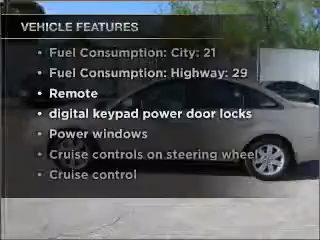 VEHICLE FEATURES
• Fuel Consumption: City: 21
• Fuel Consumption: Highway: 29
• Remote
• digital keypad power door locks
• Power windows
• Cruise controls on steering wheel
• Cruise control